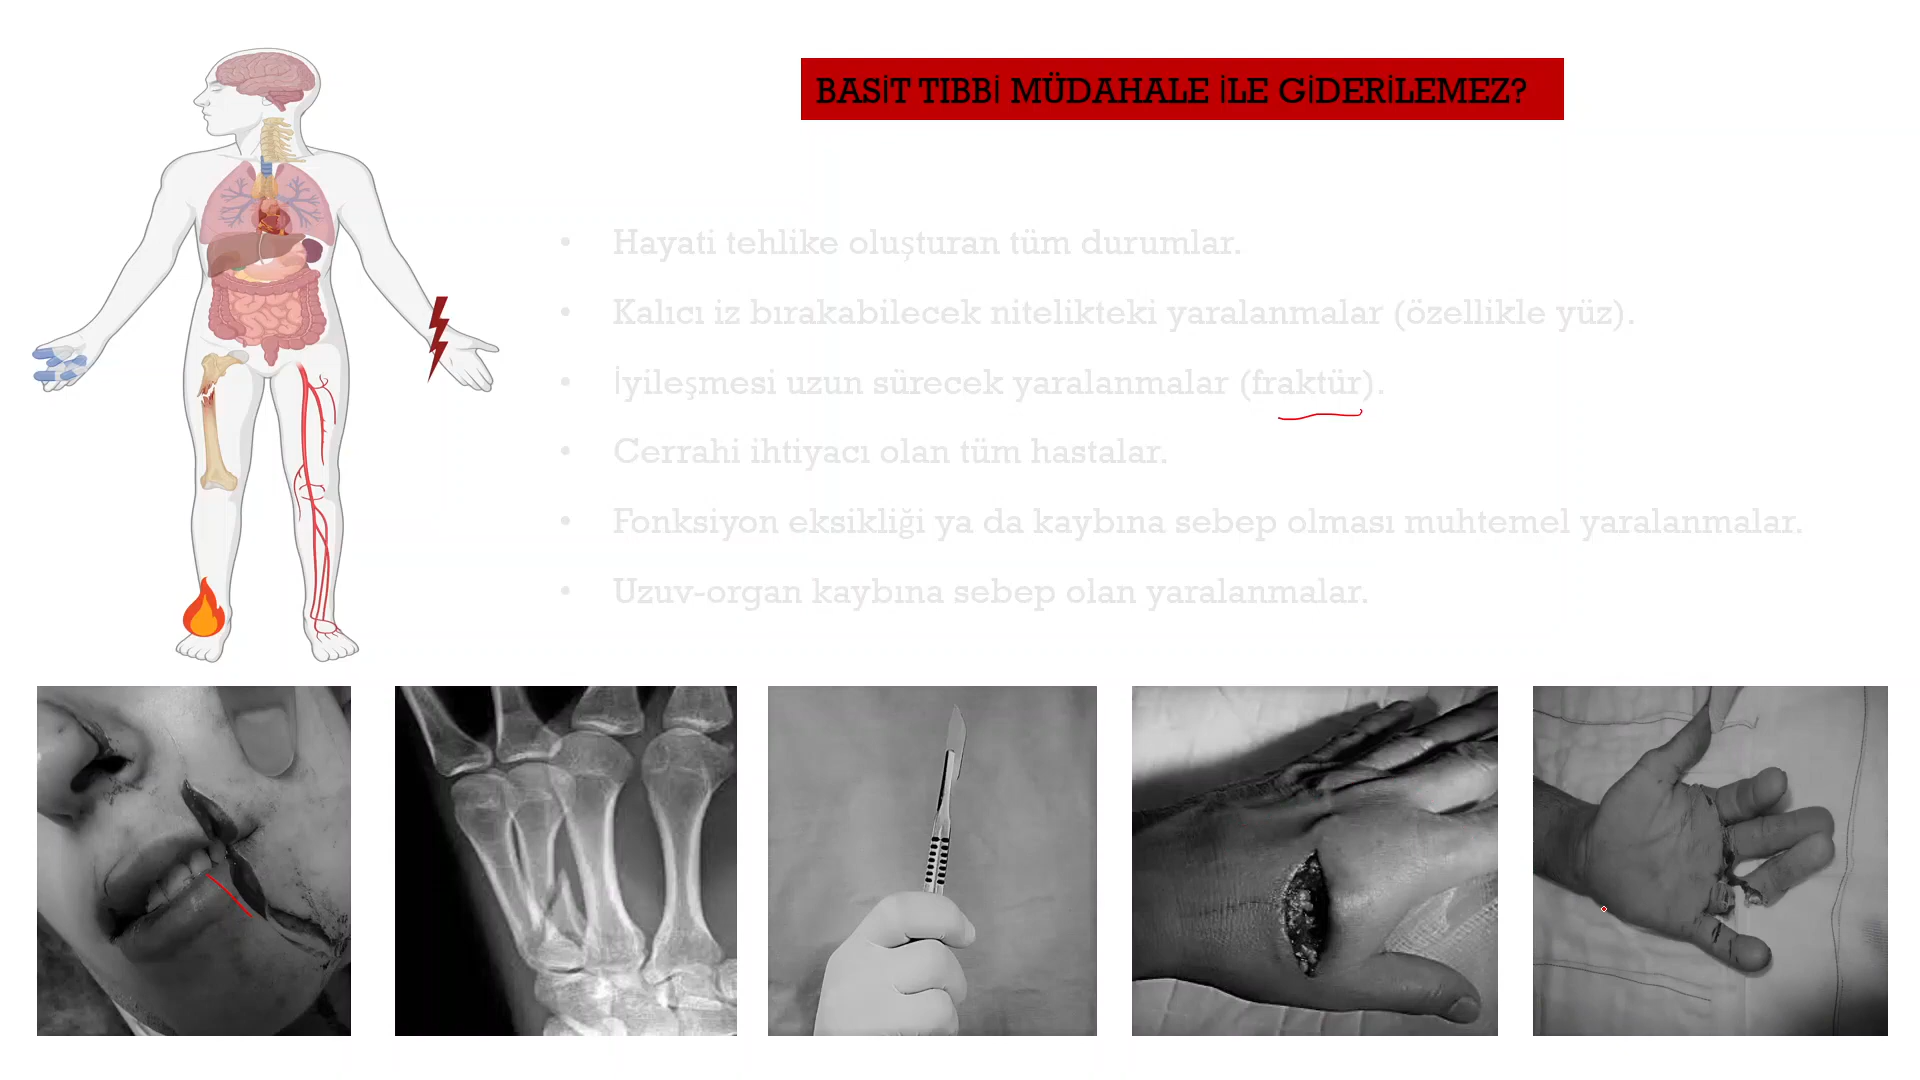 BASİT TIBBİ MÜDAHALE İLE GİDERİLEMEZ?
• Hayati tehlike oluşturan tüm durumlar.
• Kalıcı iz bırakabilecek nitelikteki yaralanmalar (özellikle yüz).
• İyileşmesi uzun sürecek yaralanmalar (fraktür).
• Cerrahi ihtiyacı olan tüm hastalar.
• Fonksiyon eksikliği ya da kaybına sebep olması muhtemel yaralanmalar.
• Uzuv-organ kaybına sebep olan yaralanmalar.